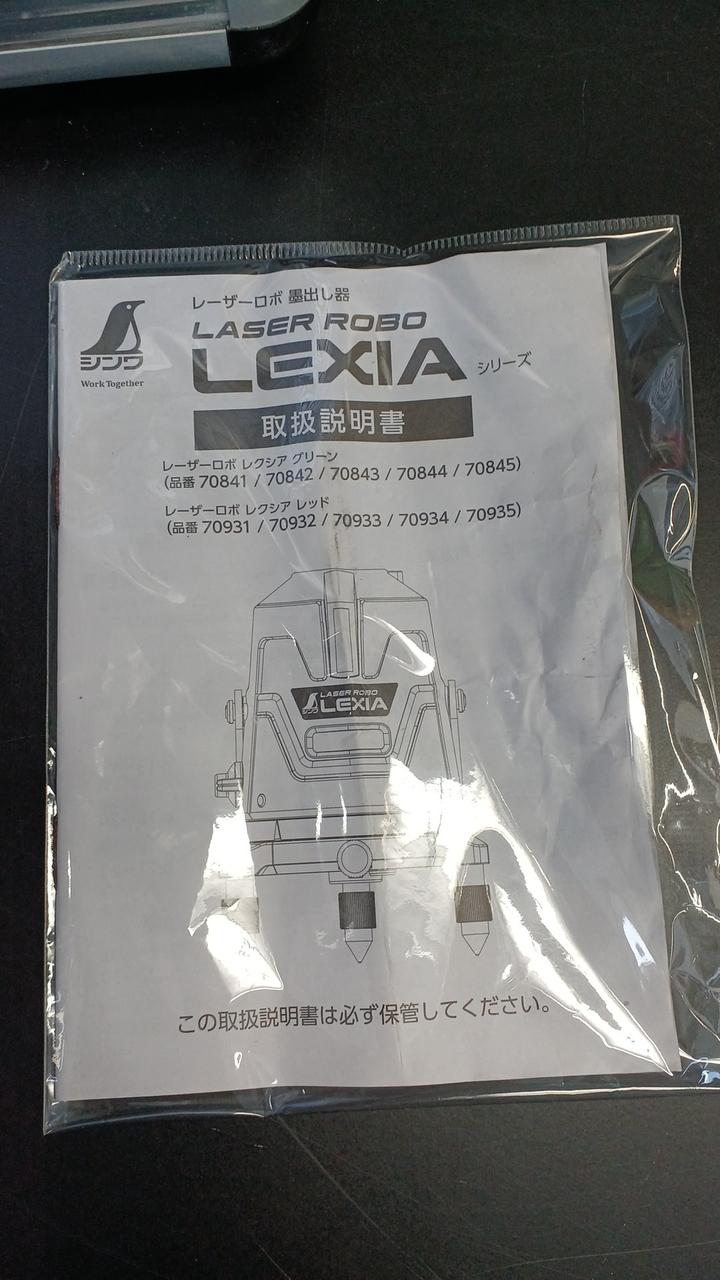 シンワ
Work Together
レーザーロボ 墨出し器
LASER ROBO
LEXIA シリーズ
取扱説明書
レーザーロボ レクシア グリーン
(品番 70841 / 70842 / 70843 / 70844 / 70845)
レーザーロボ レクシア レッド
(品番 70931 / 70932 / 70933 / 70934 / 70935)
シンワ
LASER ROBO
LEXIA
この取扱説明書は必ず保管してください。